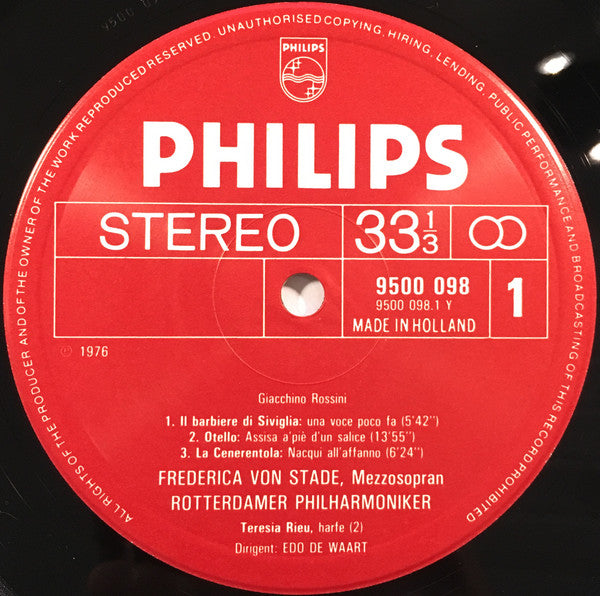 ALL RIGHTS OF THE PRODUCER AND OF THE OWNER OF THE WORK REPRODUCED RESERVED. UNAUTHORISED COPYING, HIRING, LENDING, PUBLIC PERFORMANCE AND BROADCASTING OF THIS RECORD PROHIBITED
PHILIPS
PHILIPS
STEREO 33 1/3
9500 098
9500 098.1 Y
MADE IN HOLLAND
1
℗ 1976
Giacchino Rossini
1. Il barbiere di Siviglia: una voce poco fa (5'42'')
2. Otello: Assisa a'piè d'un salice (13'55'')
3. La Cenerentola: Nacqui all'affanno (6'24'')
FREDERICA VON STADE, Mezzosopran
ROTTERDAMER PHILHARMONIKER
Teresia Rieu, harfe (2)
Dirigent: EDO DE WAART